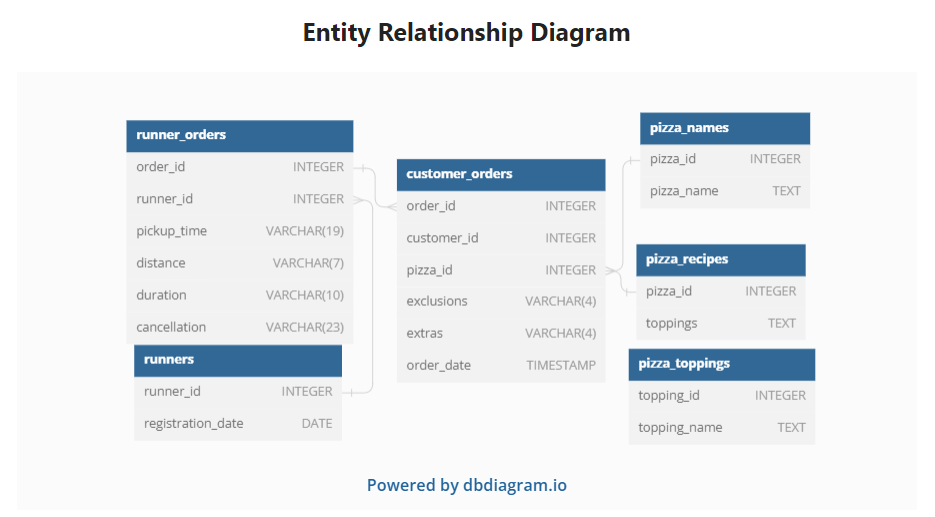 Entity Relationship Diagram
runner_orders
order_id INTEGER
runner_id INTEGER
pickup_time VARCHAR(19)
distance VARCHAR(7)
duration VARCHAR(10)
cancellation VARCHAR(23)
runners
runner_id INTEGER
registration_date DATE
customer_orders
order_id INTEGER
customer_id INTEGER
pizza_id INTEGER
exclusions VARCHAR(4)
extras VARCHAR(4)
order_date TIMESTAMP
pizza_names
pizza_id INTEGER
pizza_name TEXT
pizza_recipes
pizza_id INTEGER
toppings TEXT
pizza_toppings
topping_id INTEGER
topping_name TEXT
Powered by dbdiagram.io